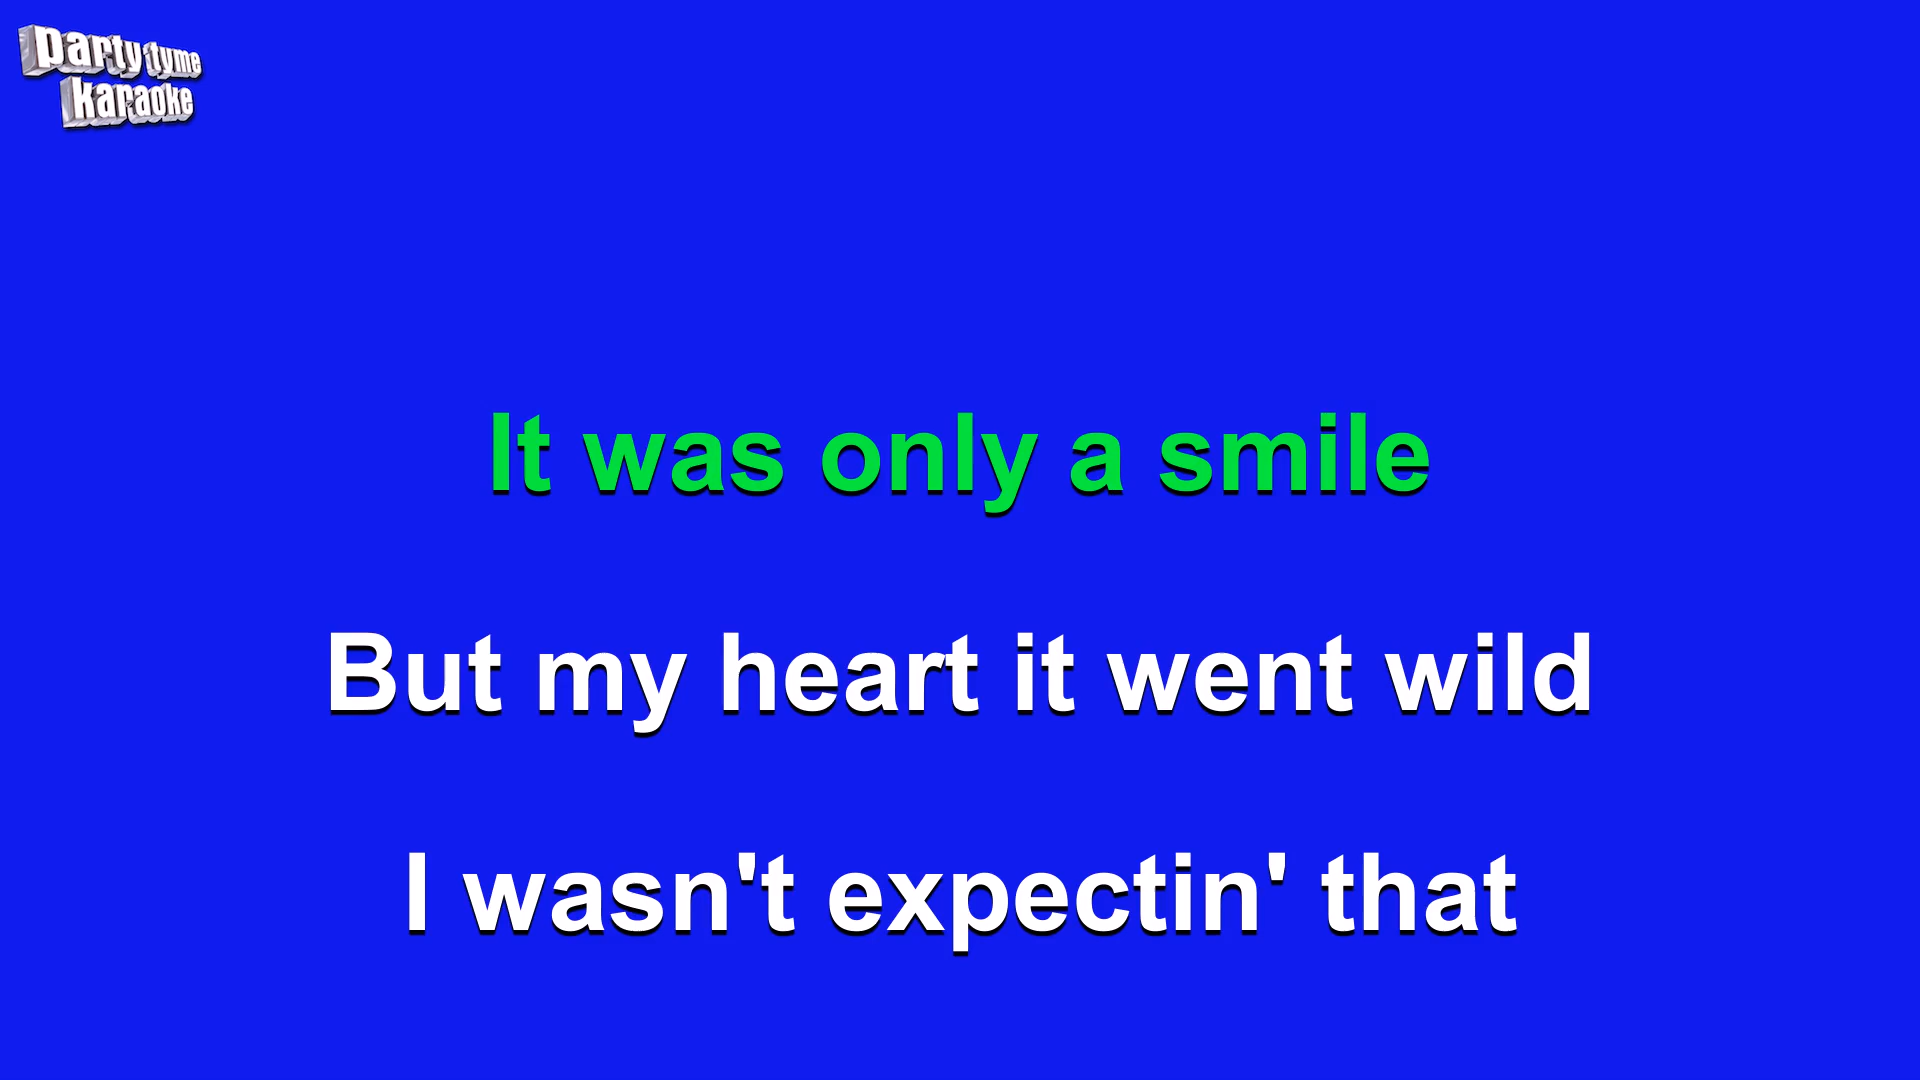 party tyme
karaoke
It was only a smile
But my heart it went wild
I wasn't expectin' that